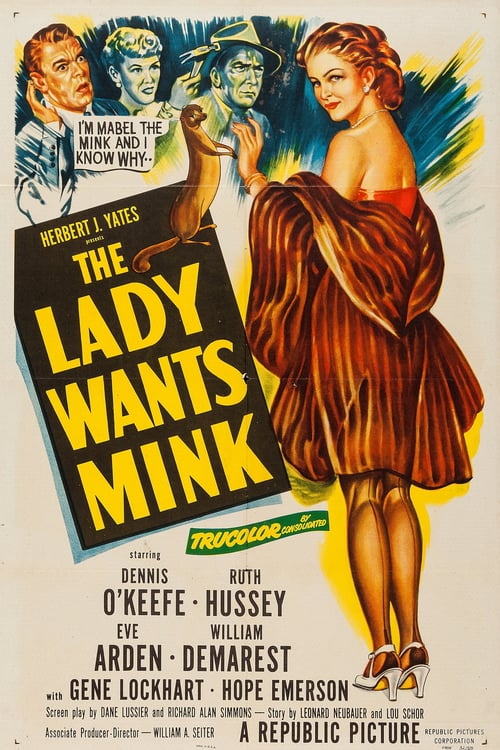 I'M MABEL THE
MINK AND I
KNOW WHY..
HERBERT J. YATES
presents
THE
LADY
WANTS
MINK
TRUCOLOR BY CONSOLIDATED
starring
DENNIS RUTH
O'KEEFE · HUSSEY
EVE WILLIAM
ARDEN · DEMAREST
with GENE LOCKHART · HOPE EMERSON
Screen play by DANE LUSSIER and RICHARD ALAN SIMMONS — Story by LEONARD NEUBAUER and LOU SCHOR
Associate Producer-Director — WILLIAM A. SEITER
A REPUBLIC PICTURE
REPUBLIC PICTURES
CORPORATION